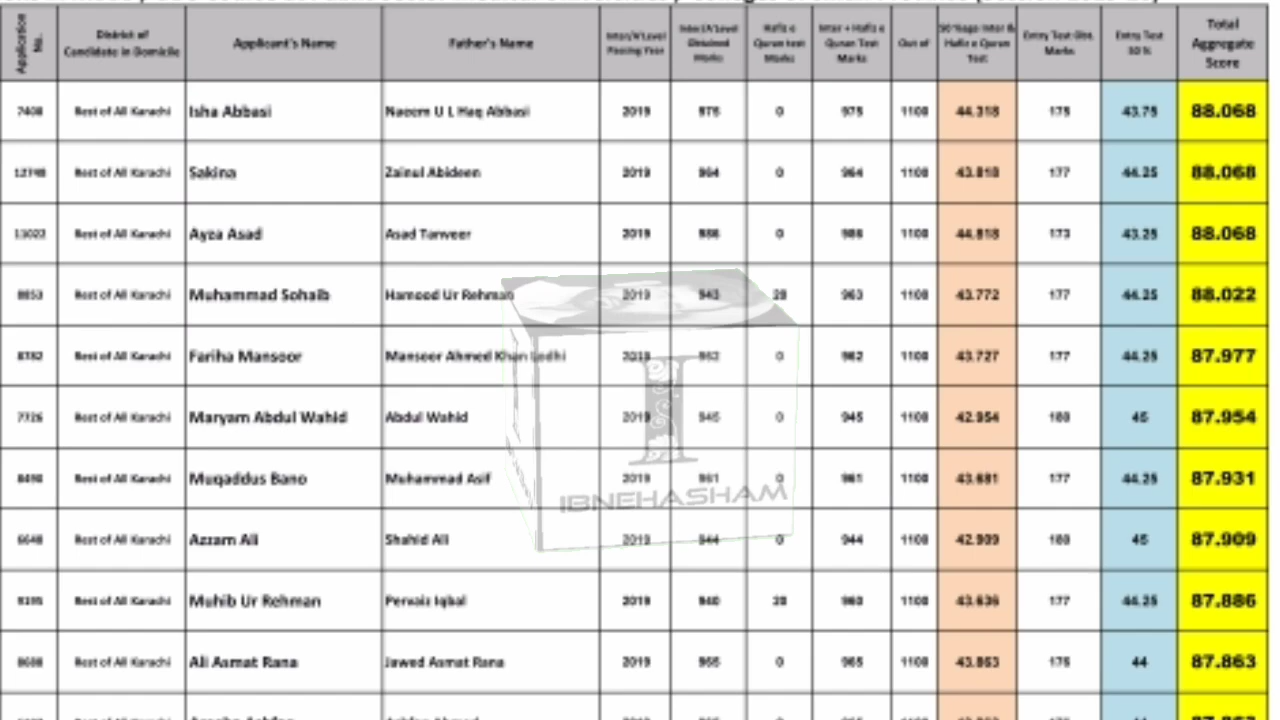 Application No. District of Candidate in Domicile Applicant's Name Father's Name Inter/A'Level Passing Year Inter/A'Level Obtained Marks Hafiz e Quran test Marks Inter + Hafiz e Quran Test Marks Out of 50 %age Inter & Hafiz e Quran Test Entry Test Obt. Marks Entry Test 50 % Total Aggregate Score
Rest of All Karachi Isha Abbasi Naeem U L Haq Abbasi 2019 975 0 975 1100 44.318 175 43.75 88.068
Rest of All Karachi Sakina Zainul Abideen 2019 964 0 964 1100 43.818 177 44.25 88.068
11022 Rest of All Karachi Ayza Asad Asad Tanveer 2019 986 0 986 1100 44.818 173 43.25 88.068
Rest of All Karachi Muhammad Sohaib Hamood Ur Rehman 2019 943 20 963 1100 43.772 177 44.25 88.022
8782 Rest of All Karachi Fariha Mansoor Mansoor Ahmed Khan Lodhi 2019 962 0 962 1100 43.727 177 44.25 87.977
7726 Rest of All Karachi Maryam Abdul Wahid Abdul Wahid 2019 945 0 945 1100 42.954 180 45 87.954
Rest of All Karachi Muqaddus Bano Muhammad Asif 2019 961 0 961 1100 43.681 177 44.25 87.931
Rest of All Karachi Azzam Ali Shahid Ali 2019 944 0 944 1100 42.909 180 45 87.909
Rest of All Karachi Muhib Ur Rehman Pervaiz Iqbal 2019 940 20 960 1100 43.636 177 44.25 87.886
Rest of All Karachi Ali Asmat Rana Jawed Asmat Rana 2019 965 0 965 1100 43.863 176 44 87.863
IBNEHASHAM